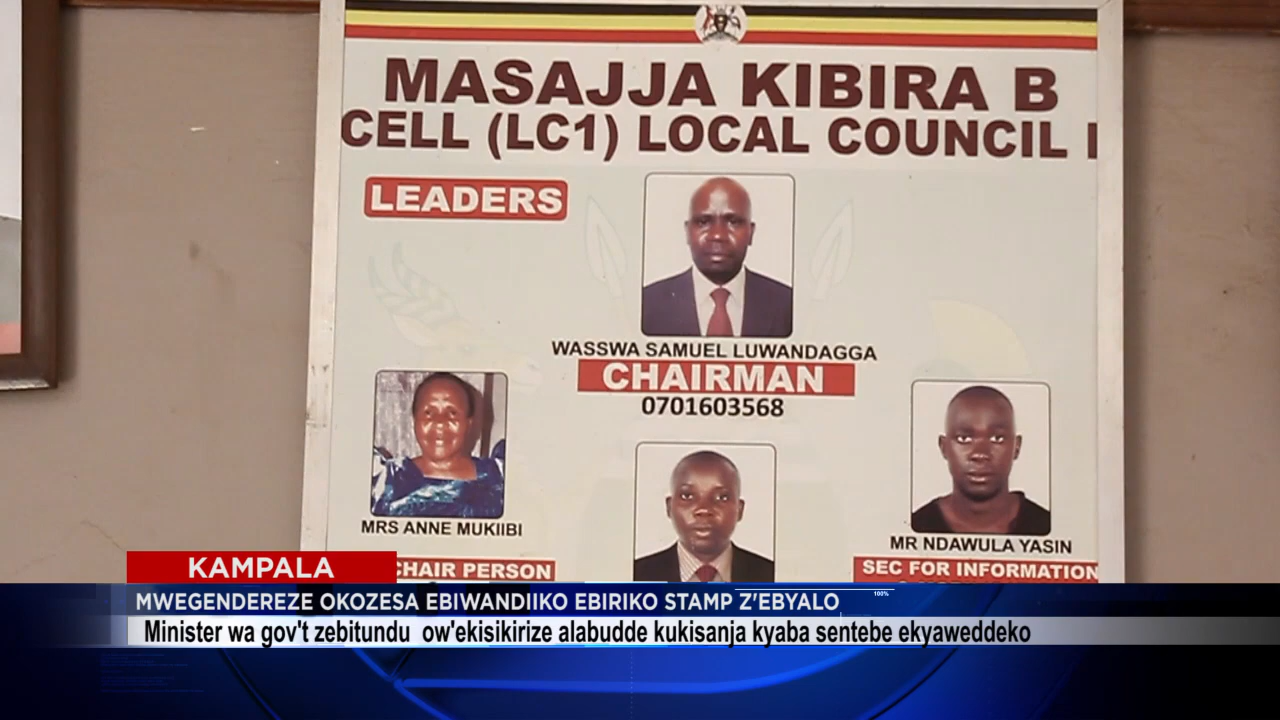 MASAJJA KIBIRA B
CELL (LC1) LOCAL COUNCIL
LEADERS
WASSWA SAMUEL LUWANDAGGA
CHAIRMAN
0701603568
MRS ANNE MUKIIBI
CHAIR PERSON
MR NDAWULA YASIN
SEC FOR INFORMATION
KAMPALA
MWEGENDEREZE OKOZESA EBIWANDIIKO EBIRIKO STAMP Z'EBYALO
100%
Minister wa gov't zebitundu ow'ekisikirize alabudde kukisanja kyaba sentebe ekyaweddeko